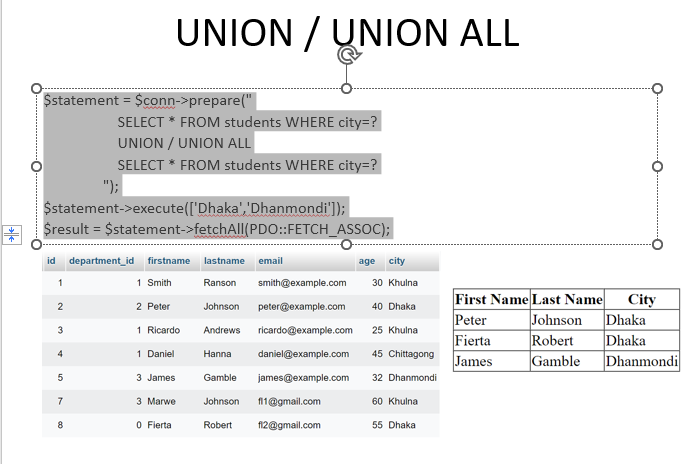 UNION / UNION ALL
$statement = $conn->prepare("
SELECT * FROM students WHERE city=?
UNION / UNION ALL
SELECT * FROM students WHERE city=?
");
$statement->execute(['Dhaka','Dhanmondi']);
$result = $statement->fetchAll(PDO::FETCH_ASSOC);
id department_id firstname lastname email age city
1 1 Smith Ranson smith@example.com 30 Khulna
2 2 Peter Johnson peter@example.com 40 Dhaka
3 1 Ricardo Andrews ricardo@example.com 25 Khulna
4 1 Daniel Hanna daniel@example.com 45 Chittagong
5 3 James Gamble james@example.com 32 Dhanmondi
7 3 Marwe Johnson fl1@gmail.com 60 Khulna
8 0 Fierta Robert fl2@gmail.com 55 Dhaka
First Name Last Name City
Peter Johnson Dhaka
Fierta Robert Dhaka
James Gamble Dhanmondi